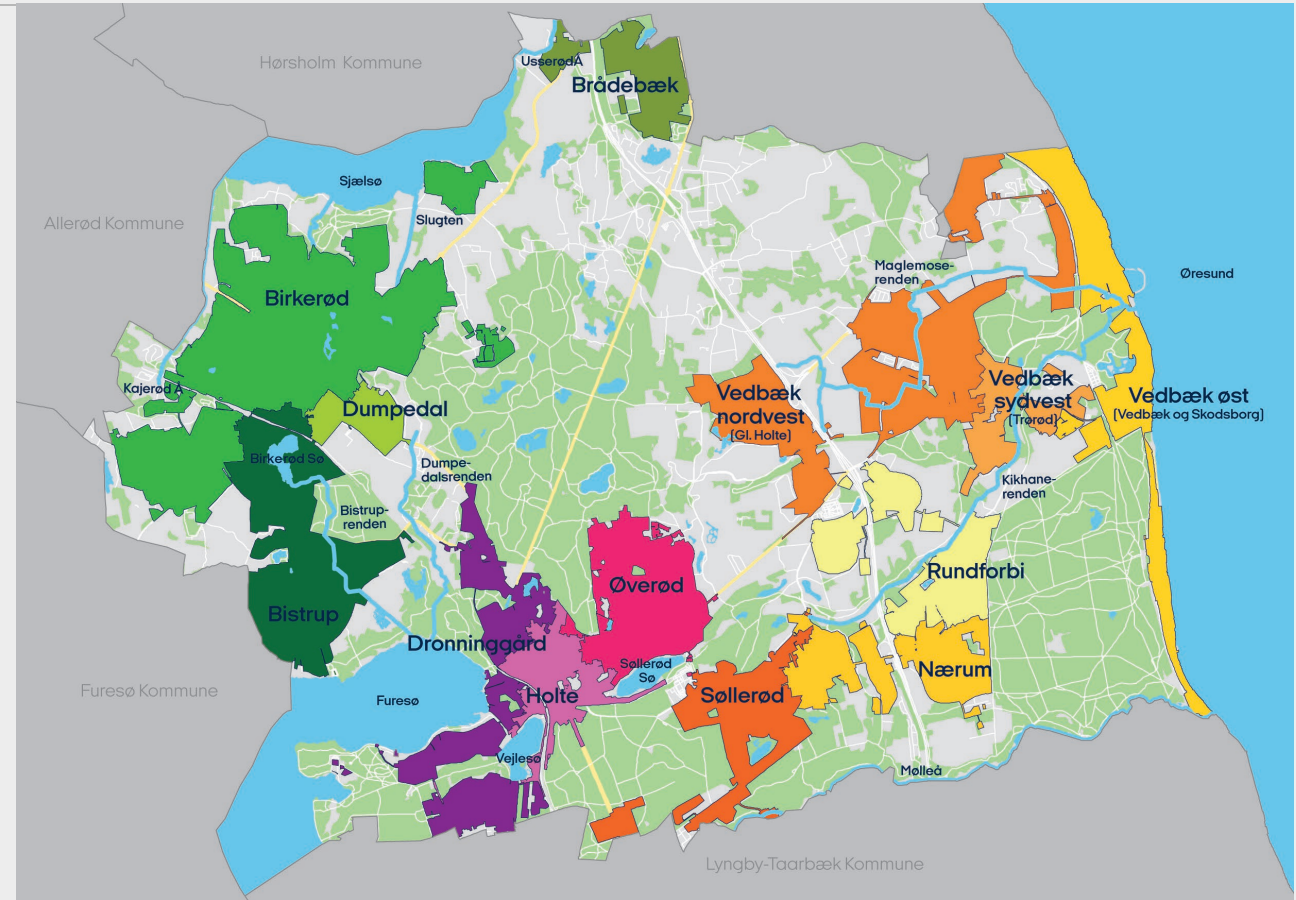 Hørsholm Kommune
UsserødÅ
Brådebæk
Sjælsø
Allerød Kommune
Slugten
Maglemose-
renden
Øresund
Birkerød
Kajerød Å
Dumpedal
Vedbæk
nordvest
(Gl. Holte)
Vedbæk
sydvest
(Trørød)
Vedbæk øst
(Vedbæk og Skodsborg)
Birkerød Sø
Dumpe-
dalsrenden
Kikhane-
renden
Bistrup-
renden
Rundforbi
Øverød
Bistrup
Dronninggård
Søllerød
Sø
Nærum
Furesø Kommune
Furesø
Holte
Søllerød
Vejlesø
Mølleå
Lyngby-Taarbæk Kommune